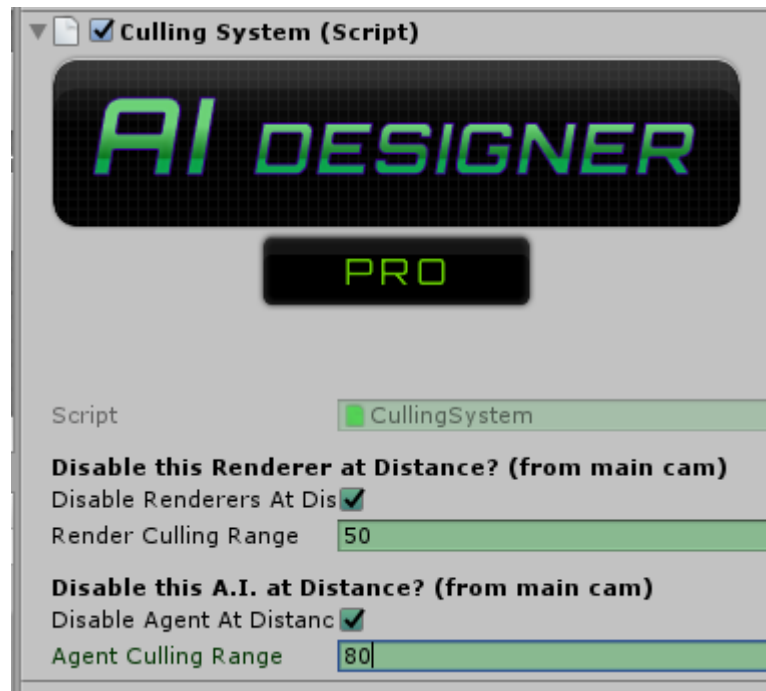 Culling System (Script)
AI DESIGNER
PRO
Script CullingSystem
Disable this Renderer at Distance? (from main cam)
Disable Renderers At Dis
Render Culling Range 50
Disable this A.I. at Distance? (from main cam)
Disable Agent At Distanc
Agent Culling Range 80